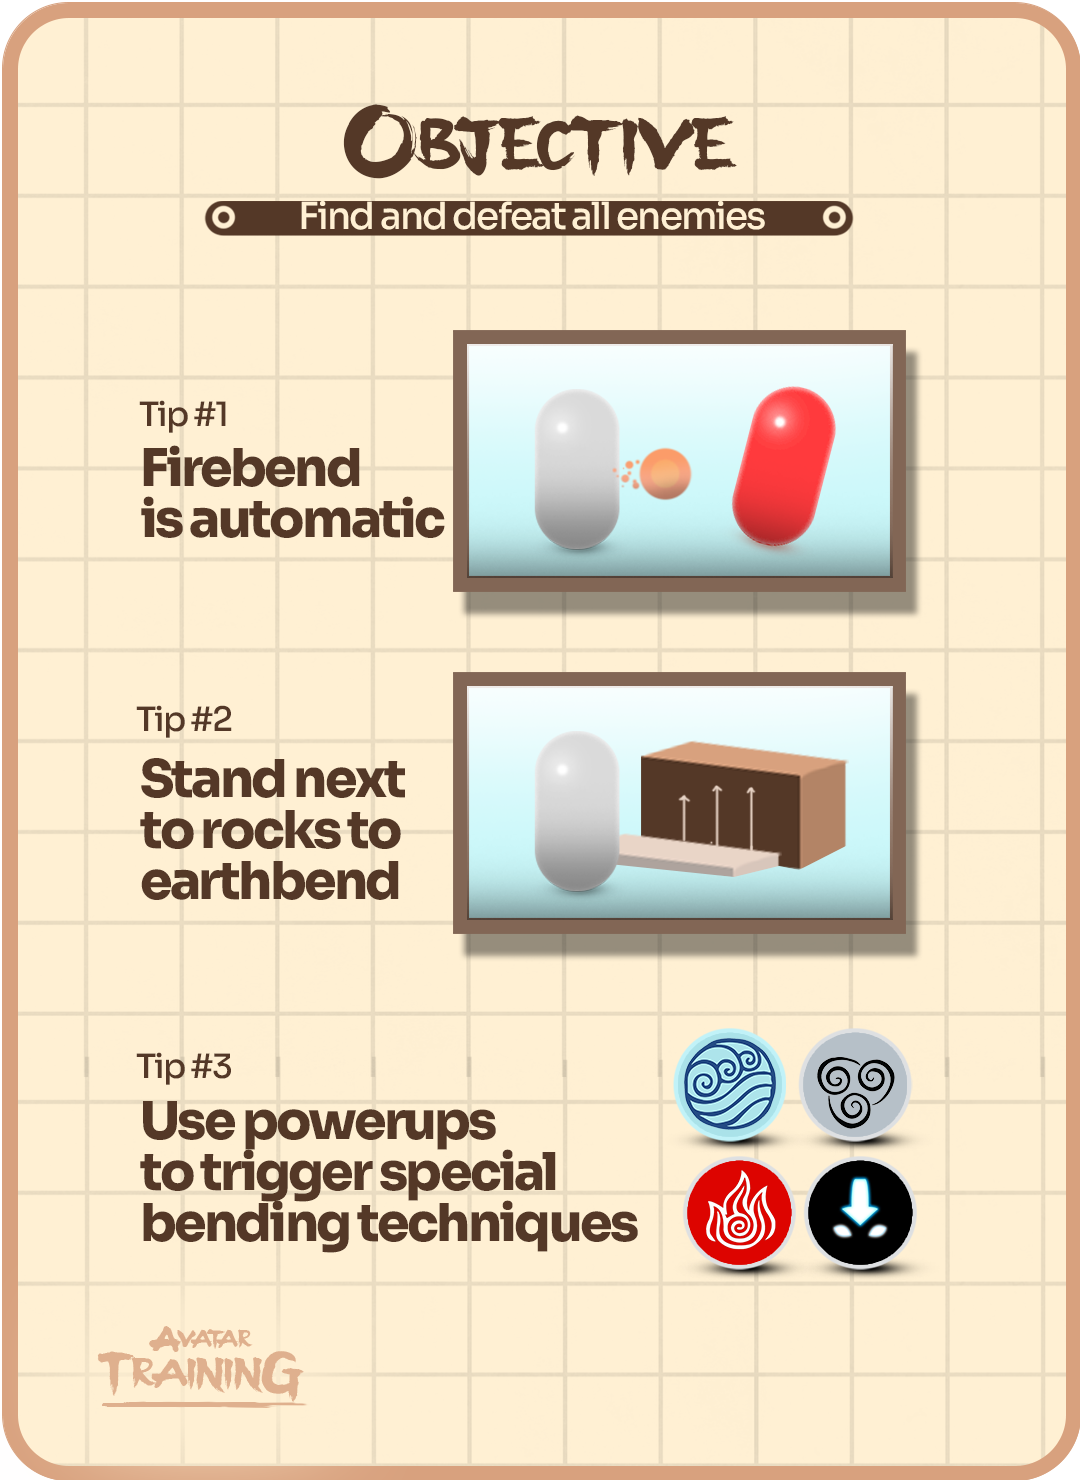 OBJECTIVE
Find and defeat all enemies
Tip #1
Firebend
is automatic
Tip #2
Stand next
to rocks to
earthbend
Tip #3
Use powerups
to trigger special
bending techniques
AVATAR
TRAINING